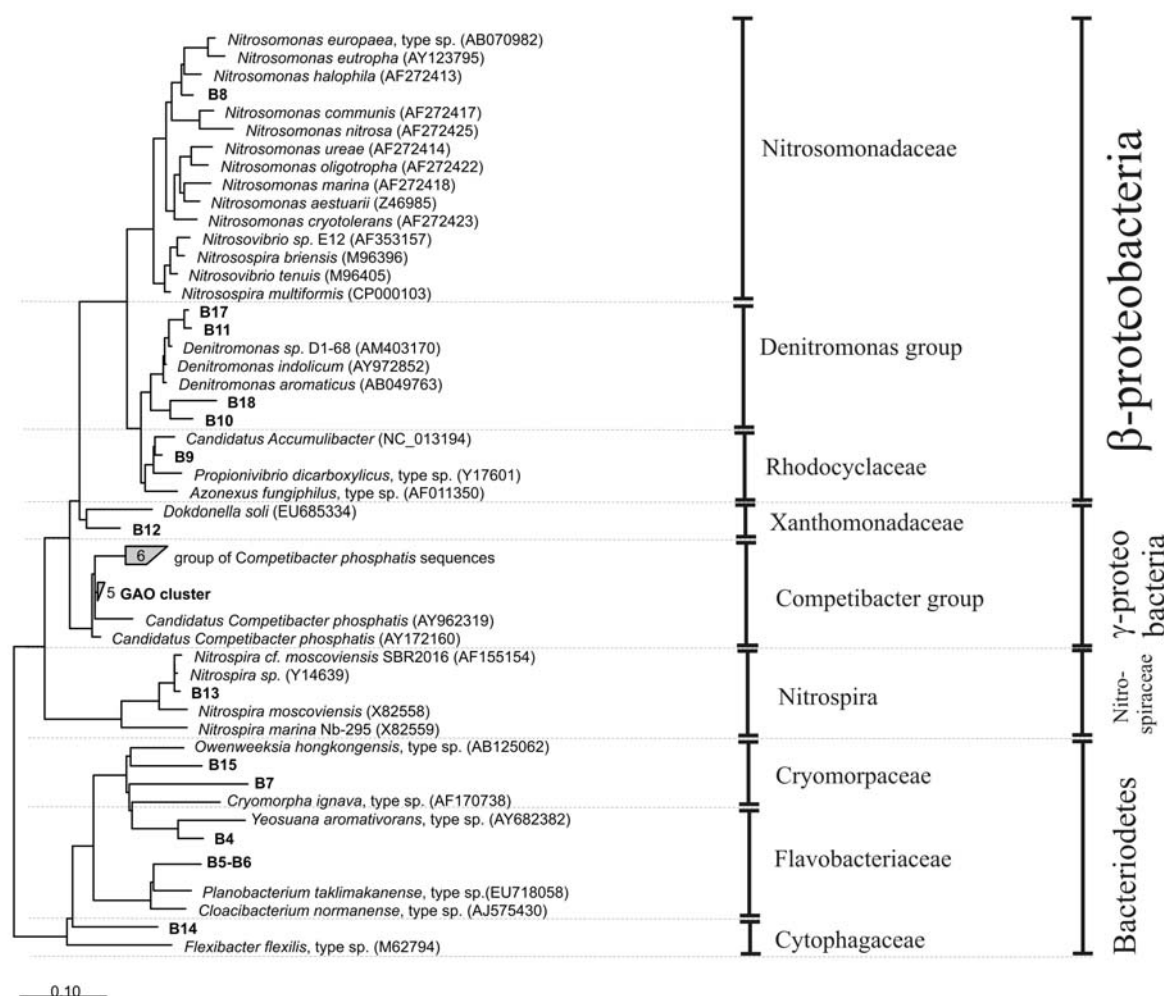 Nitrosomonas europaea, type sp. (AB070982)
Nitrosomonas eutropha (AY123795)
Nitrosomonas halophila (AF272413)
B8
Nitrosomonas communis (AF272417)
Nitrosomonas nitrosa (AF272425)
Nitrosomonas ureae (AF272414)
Nitrosomonas oligotropha (AF272422)
Nitrosomonas marina (AF272418)
Nitrosomonas aestuarii (Z46985)
Nitrosomonas cryotolerans (AF272423)
Nitrosovibrio sp. E12 (AF353157)
Nitrosospira briensis (M96396)
Nitrosovibrio tenuis (M96405)
Nitrosospira multiformis (CP000103)
Nitrosomonadaceae
B17
B11
Denitromonas sp. D1-68 (AM403170)
Denitromonas indolicum (AY972852)
Denitromonas aromaticus (AB049763)
B18
B10
Denitromonas group
Candidatus Accumulibacter (NC_013194)
B9
Propionivibrio dicarboxylicus, type sp. (Y17601)
Azonexus fungiphilus, type sp. (AF011350)
Rhodocyclaceae
β-proteobacteria
Dokdonella soli (EU685334)
B12
Xanthomonadaceae
6 group of Competibacter phosphatis sequences
5 GAO cluster
Candidatus Competibacter phosphatis (AY962319)
Candidatus Competibacter phosphatis (AY172160)
Competibacter group
γ-proteo
bacteria
Nitrospira cf. moscoviensis SBR2016 (AF155154)
Nitrospira sp. (Y14639)
B13
Nitrospira moscoviensis (X82558)
Nitrospira marina Nb-295 (X82559)
Nitrospira
Nitro-
spiraceae
Owenweeksia hongkongensis, type sp. (AB125062)
B15
B7
Cryomorpha ignava, type sp. (AF170738)
Cryomorpaceae
Yeosuana aromativorans, type sp. (AY682382)
B4
B5-B6
Planobacterium taklimakanense, type sp.(EU718058)
Cloacibacterium normanense, type sp. (AJ575430)
Flavobacteriaceae
B14
Flexibacter flexilis, type sp. (M62794)
Cytophagaceae
Bacteriodetes
0.10